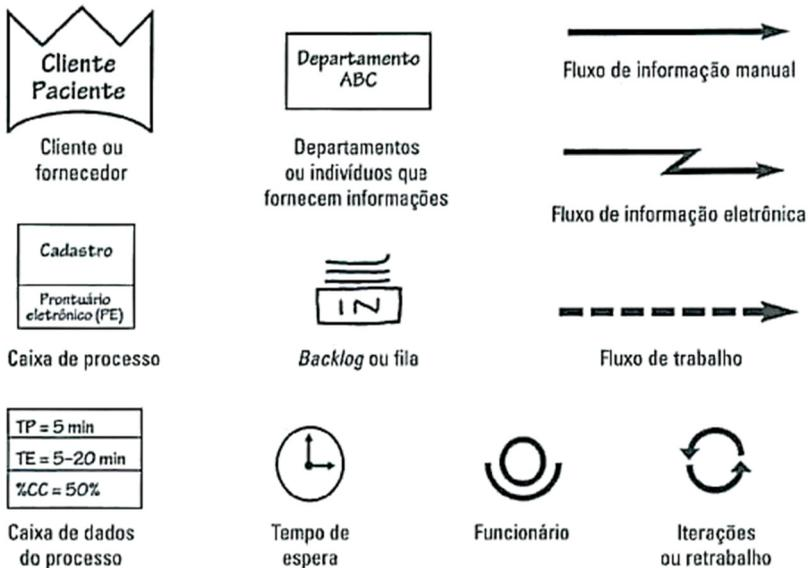 Cliente
Paciente
Cliente ou
fornecedor
Departamento
ABC
Departamentos
ou indivíduos que
fornecem informações
Fluxo de informação manual
Fluxo de informação eletrônica
Cadastro
Prontuário
eletrônico (PE)
Caixa de processo
IN
Backlog ou fila
Fluxo de trabalho
TP = 5 min
TE = 5-20 min
%CC = 50%
Caixa de dados
do processo
Tempo de
espera
Funcionário
Iterações
ou retrabalho